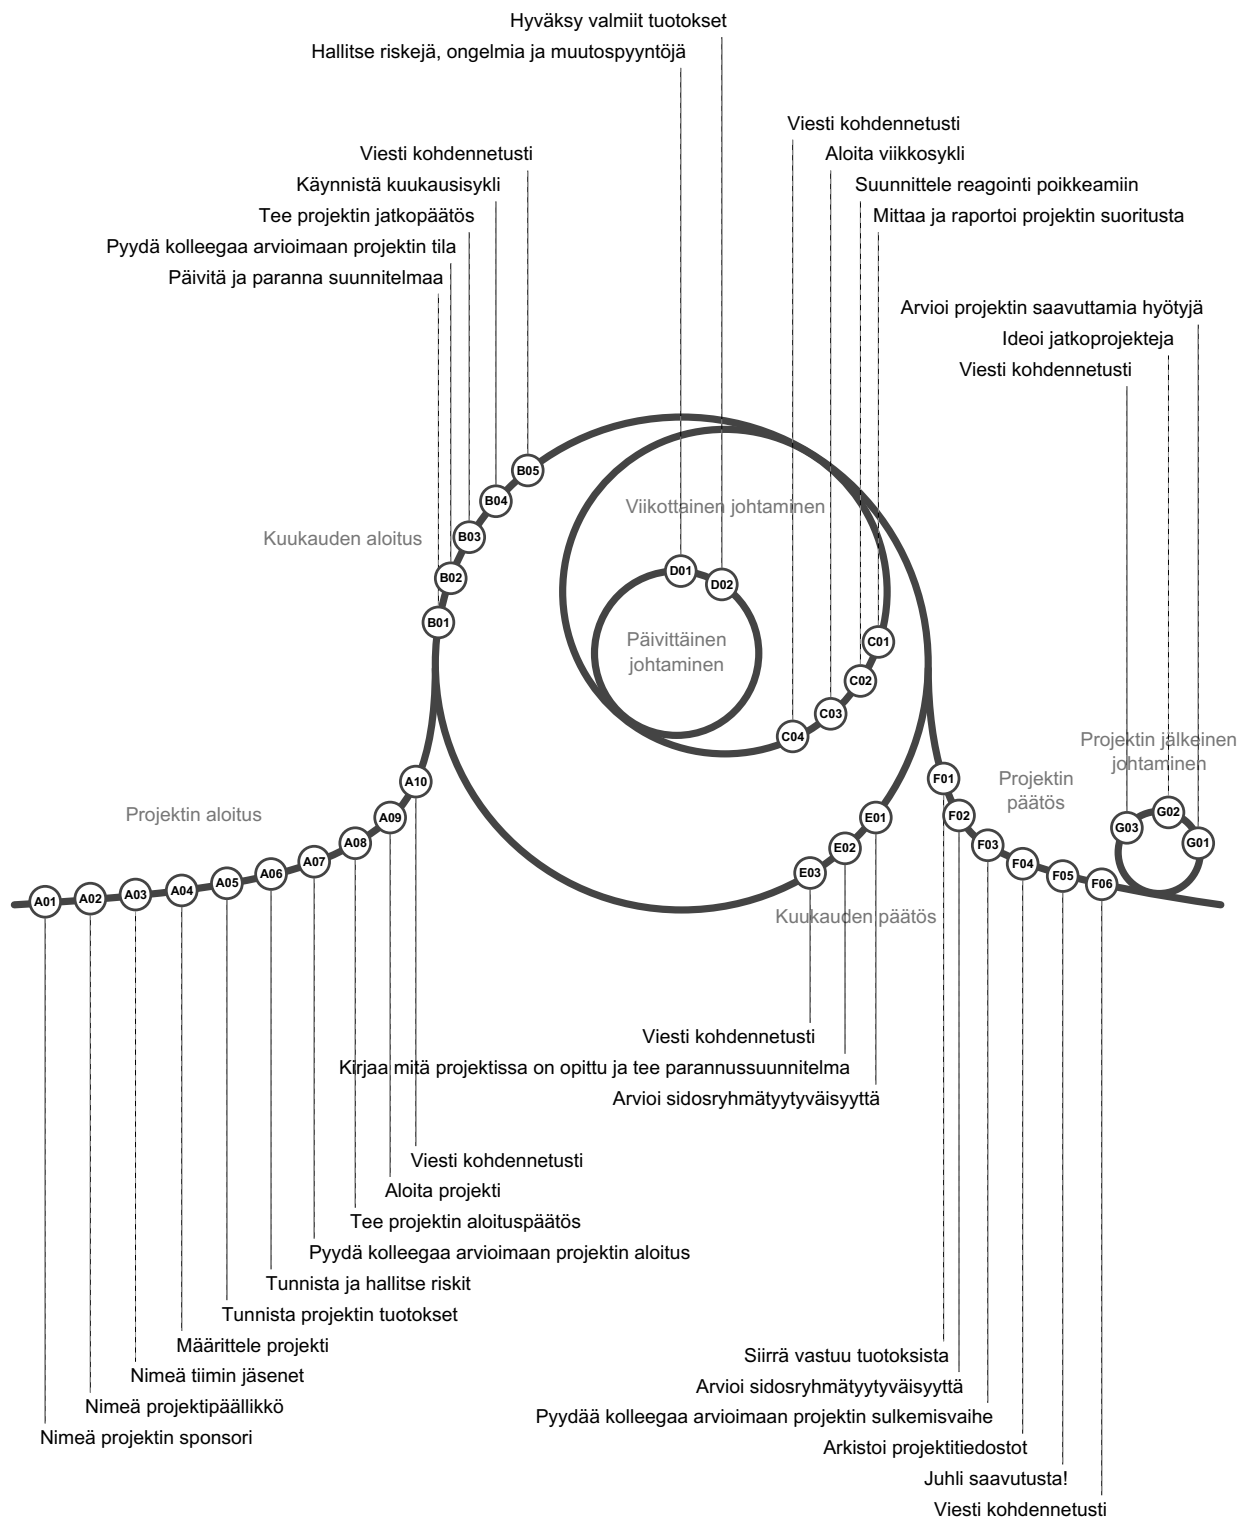 Hyväksy valmiit tuotokset
Hallitse riskejä, ongelmia ja muutospyyntöjä
Viesti kohdennetusti
Aloita viikkosykli
Suunnittele reagointi poikkeamiin
Mittaa ja raportoi projektin suoritusta
Viesti kohdennetusti
Käynnistä kuukausisykli
Tee projektin jatkopäätös
Pyydä kolleegaa arvioimaan projektin tila
Päivitä ja paranna suunnitelmaa
Arvioi projektin saavuttamia hyötyjä
Ideoi jatkoprojekteja
Viesti kohdennetusti
B05
B04
B03
B02
B01
Kuukauden aloitus
Viikottainen johtaminen
D01
D02
Päivittäinen
johtaminen
C01
C02
C03
C04
Projektin aloitus
A10
A09
A08
A07
A06
A05
A04
A03
A02
A01
E01
E02
E03
Kuukauden päätös
F01
F02
F03
F04
F05
F06
Projektin
päätös
Projektin jälkeinen
johtaminen
G03
G02
G01
Viesti kohdennetusti
Kirjaa mitä projektissa on opittu ja tee parannussuunnitelma
Arvioi sidosryhmätyytyväisyyttä
Viesti kohdennetusti
Aloita projekti
Tee projektin aloituspäätös
Pyydä kolleegaa arvioimaan projektin aloitus
Tunnista ja hallitse riskit
Tunnista projektin tuotokset
Määrittele projekti
Nimeä tiimin jäsenet
Nimeä projektipäällikkö
Nimeä projektin sponsori
Siirrä vastuu tuotoksista
Arvioi sidosryhmätyytyväisyyttä
Pyydää kolleegaa arvioimaan projektin sulkemisvaihe
Arkistoi projektitiedostot
Juhli saavutusta!
Viesti kohdennetusti